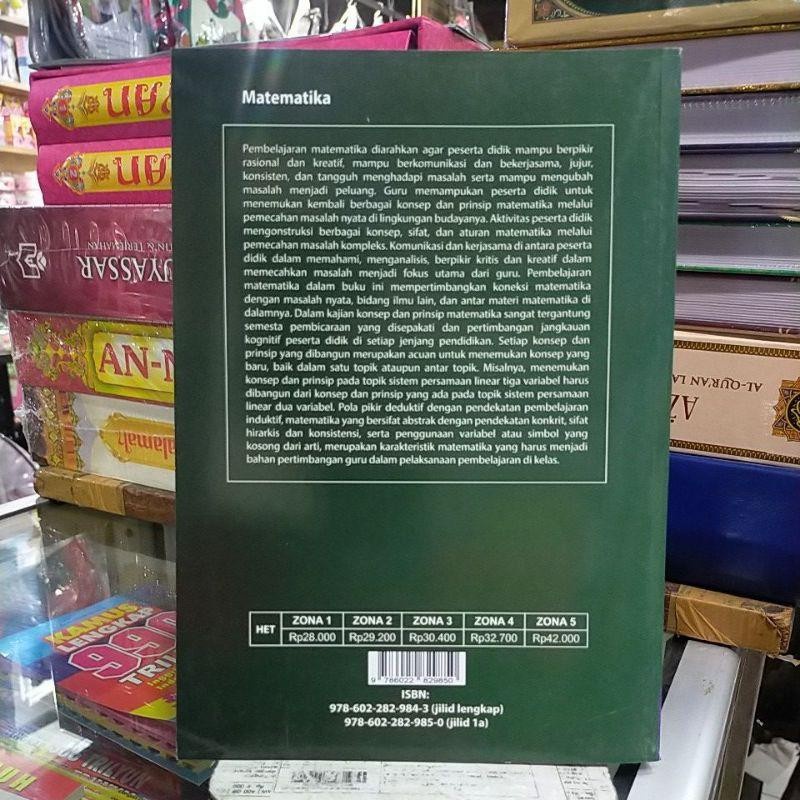 Matematika
Pembelajaran matematika diarahkan agar peserta didik mampu berpikir
rasional dan kreatif, mampu berkomunikasi dan bekerjasama, jujur,
konsisten, dan tangguh menghadapi masalah serta mampu mengubah
masalah menjadi peluang. Guru memampukan peserta didik untuk
menemukan kembali berbagai konsep dan prinsip matematika melalui
pemecahan masalah nyata di lingkungan budayanya. Aktivitas peserta didik
mengonstruksi berbagai konsep, sifat, dan aturan matematika melalui
pemecahan masalah kompleks. Komunikasi dan kerjasama di antara peserta
didik dalam memahami, menganalisis, berpikir kritis dan kreatif dalam
memecahkan masalah menjadi fokus utama dari guru. Pembelajaran
matematika dalam buku ini mempertimbangkan koneksi matematika
dengan masalah nyata, bidang ilmu lain, dan antar materi matematika di
dalamnya. Dalam kajian konsep dan prinsip matematika sangat tergantung
semesta pembicaraan yang disepakati dan pertimbangan jangkauan
kognitif peserta didik di setiap jenjang pendidikan. Setiap konsep dan
prinsip yang dibangun merupakan acuan untuk menemukan konsep yang
baru, baik dalam satu topik ataupun antar topik. Misalnya, menemukan
konsep dan prinsip pada topik sistem persamaan linear tiga variabel harus
dibangun dari konsep dan prinsip yang ada pada topik sistem persamaan
linear dua variabel. Pola pikir deduktif dengan pendekatan pembelajaran
induktif, matematika yang bersifat abstrak dengan pendekatan konkrit, sifat
hirarkis dan konsistensi, serta penggunaan variabel atau simbol yang
kosong dari arti, merupakan karakteristik matematika yang harus menjadi
bahan pertimbangan guru dalam pelaksanaan pembelajaran di kelas.
HET ZONA 1 ZONA 2 ZONA 3 ZONA 4 ZONA 5
Rp28.000 Rp29.200 Rp30.400 Rp32.700 Rp42.000
9 786022 829850
ISBN:
978-602-282-984-3 (jilid lengkap)
978-602-282-985-0 (jilid 1a)
AN-N
alamah
KAMUS
LENGKAP
990
TRIL
AZ
AL-QUR'AN LA